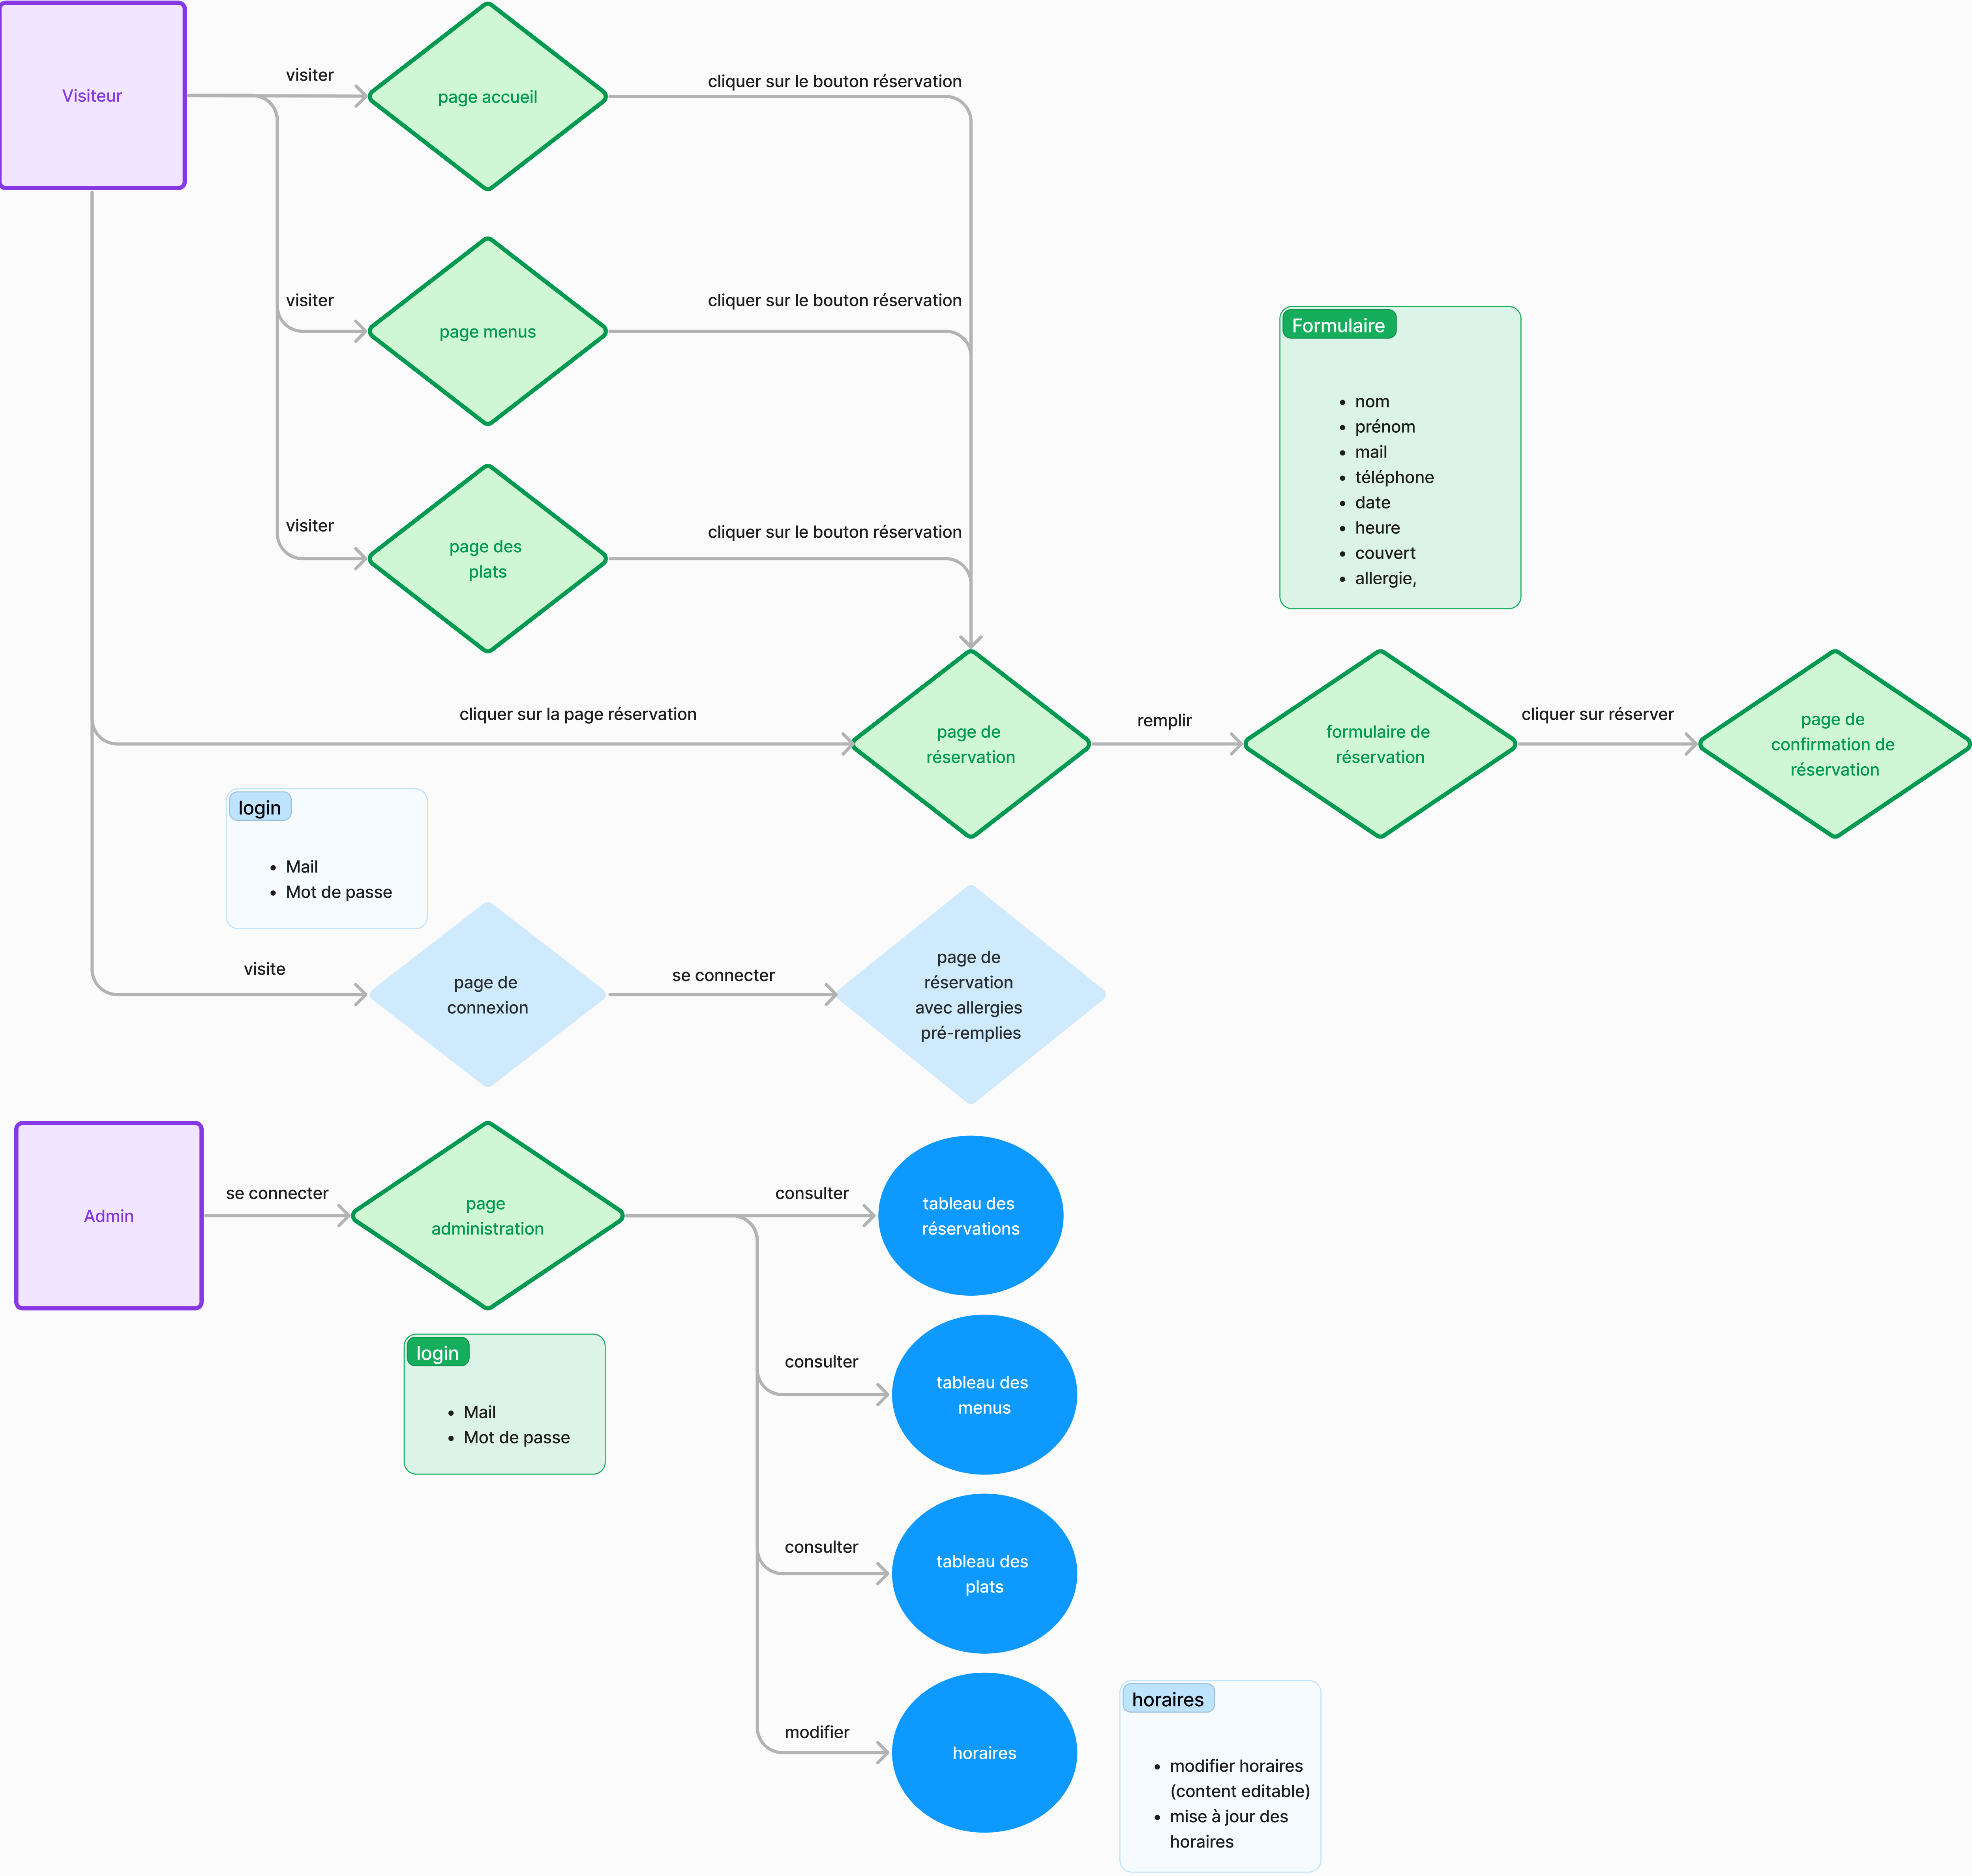 Visiteur
visiter
page accueil
cliquer sur le bouton réservation
visiter
page menus
cliquer sur le bouton réservation
visiter
page des
plats
cliquer sur le bouton réservation
Formulaire
• nom
• prénom
• mail
• téléphone
• date
• heure
• couvert
• allergie,
cliquer sur la page réservation
page de
réservation
remplir
formulaire de
réservation
cliquer sur réserver
page de
confirmation de
réservation
login
• Mail
• Mot de passe
visite
page de
connexion
se connecter
page de
réservation
avec allergies
pré-remplies
Admin
se connecter
page
administration
login
• Mail
• Mot de passe
consulter
tableau des
réservations
consulter
tableau des
menus
consulter
tableau des
plats
modifier
horaires
horaires
• modifier horaires
(content editable)
• mise à jour des
horaires